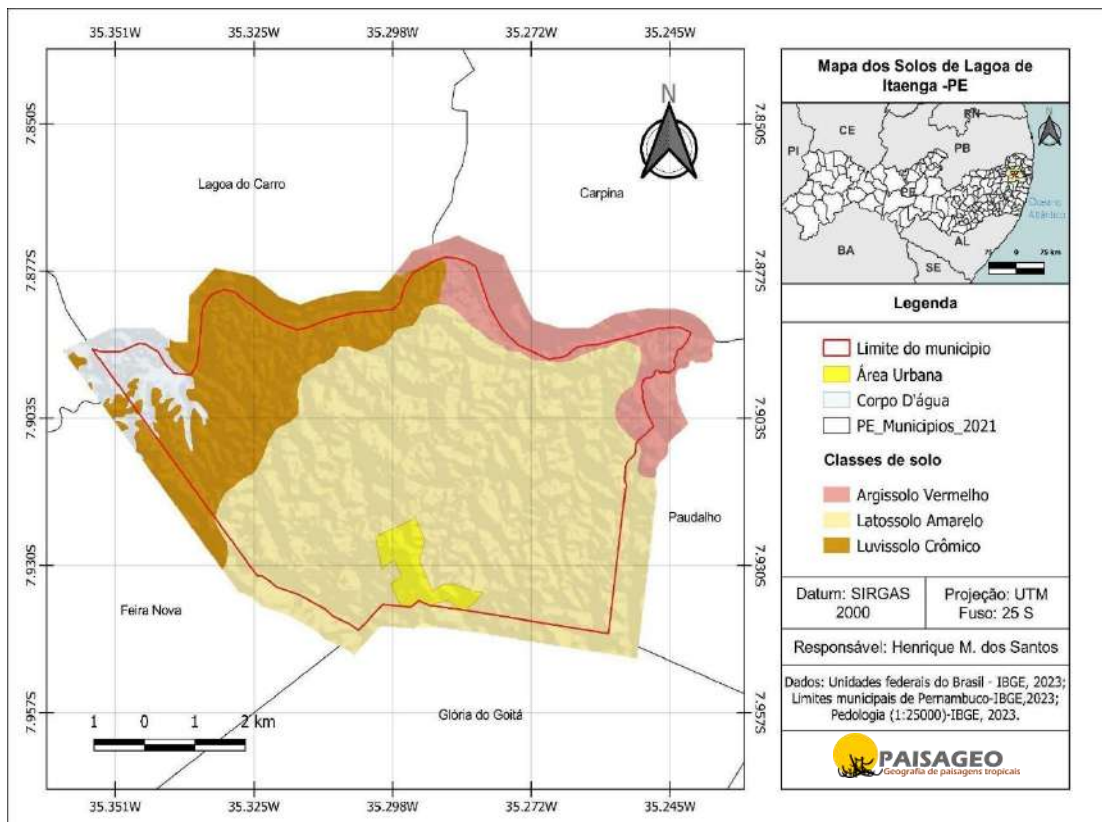 35.351W 35.325W 35.298W 35.272W 35.245W
7.850S 7.850S
7.877S 7.877S
7.903S 7.903S
7.930S 7.930S
7.957S 7.957S
N
Lagoa do Carro
Carpina
Paudalho
Feira Nova
Glória do Goitá
1 0 1 2 km
35.351W 35.325W 35.298W 35.272W 35.245W
Mapa dos Solos de Lagoa de
Itaenga -PE
N
RN
CE
PB
PI
PE
Oceano
Atlântico
AL
BA
SE
75 0 75 km
Legenda
Limite do municipio
Área Urbana
Corpo D'água
PE_Municipios_2021
Classes de solo
Argissolo Vermelho
Latossolo Amarelo
Luvissolo Crômico
Datum: SIRGAS
2000
Projeção: UTM
Fuso: 25 S
Responsável: Henrique M. dos Santos
Dados: Unidades federais do Brasil - IBGE, 2023;
Limites municipais de Pernambuco-IBGE,2023;
Pedologia (1:25000)-IBGE, 2023.
PAISAGEO
Geografia de paisagens tropicais